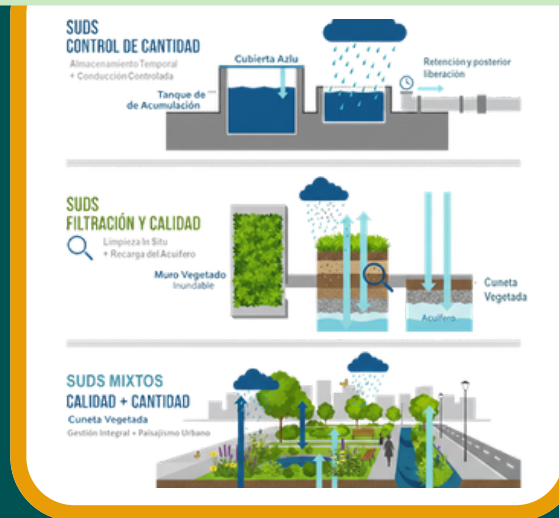 SUDS
CONTROL DE CANTIDAD
Almacenamiento Temporal
+ Conducción Controlada
Cubierta Azlu
Tanque de
de Acumulación
Retención y posterior
liberación
SUDS
FILTRACIÓN Y CALIDAD
Limpieza In Situ
+ Recarga del Acuifero
Muro Vegetado
Inundable
Cuneta
Vegetada
Acuífero
SUDS MIXTOS
CALIDAD + CANTIDAD
Cuneta Vegetada
Gestión Integral + Paisajismo Urbano